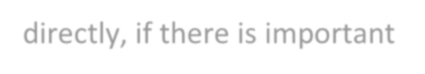 directly, if there is important